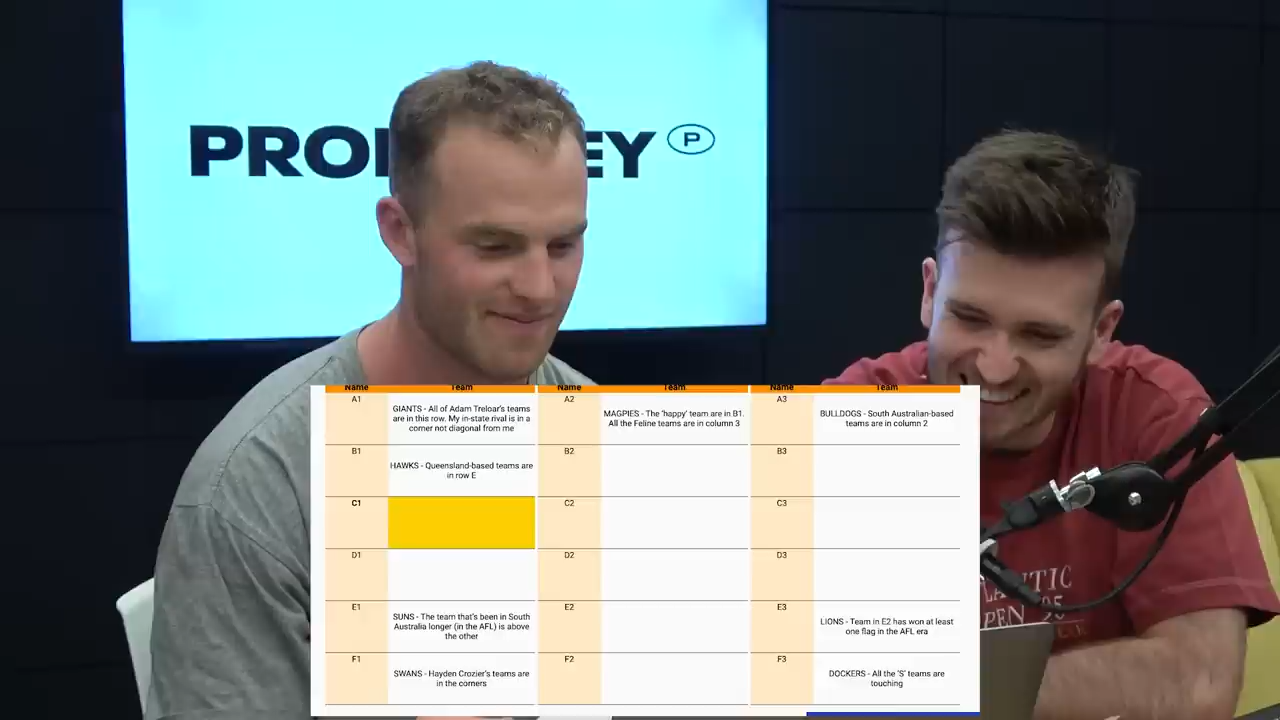 PRO
EY P
Name Team Name Team Name Team
A1
GIANTS - All of Adam Treloar's teams
are in this row. My in-state rival is in a
corner not diagonal from me
A2
MAGPIES - The 'happy' team are in B1.
All the Feline teams are in column 3
A3
BULLDOGS - South Australian-based
teams are in column 2
B1
HAWKS - Queensland-based teams are
in row E
B2
B3
C1
C2
C3
D1
D2
D3
E1
SUNS - The team that's been in South
Australia longer (in the AFL) is above
the other
E2
E3
LIONS - Team in E2 has won at least
one flag in the AFL era
F1
SWANS - Hayden Crozier's teams are
in the corners
F2
F3
DOCKERS - All the 'S' teams are
touching